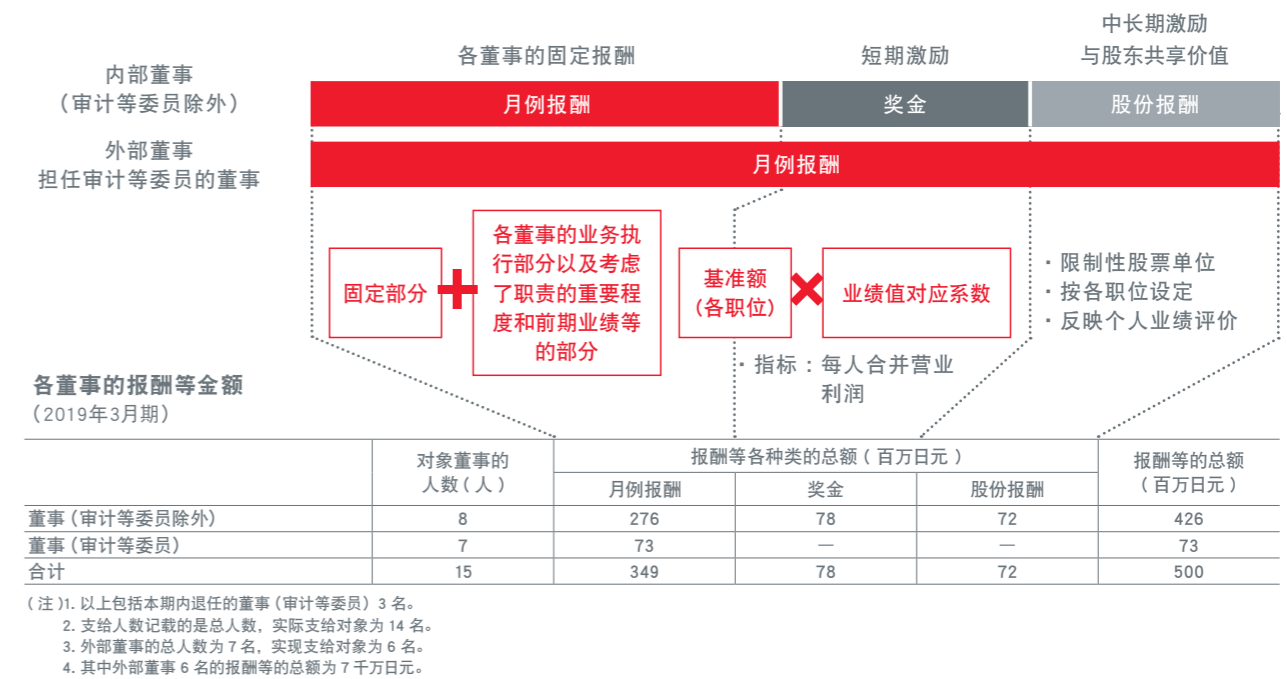 中长期激励
与股东共享价值
各董事的固定报酬
短期激励
内部董事
（审计等委员除外）
月例报酬
奖金
股份报酬
外部董事
担任审计等委员的董事
月例报酬
固定部分
+
各董事的业务执
行部分以及考虑
了职责的重要程
度和前期业绩等
的部分
基准额
（各职位）
×
业绩值对应系数
・指标：每人合并营业
利润
・限制性股票单位
・按各职位设定
・反映个人业绩评价
各董事的报酬等金额
（2019年3月期）
对象董事的
人数（人）
报酬等各种类的总额（百万日元）
月例报酬 奖金 股份报酬
报酬等的总额
（百万日元）
董事（审计等委员除外） 8 276 78 72 426
董事（审计等委员） 7 73 — — 73
合计 15 349 78 72 500
（注）1. 以上包括本期内退任的董事（审计等委员）3 名。
2. 支给人数记载的是总人数，实际支给对象为 14 名。
3. 外部董事的总人数为 7 名，实现支给对象为 6 名。
4. 其中外部董事 6 名的报酬等的总额为 7 千万日元。